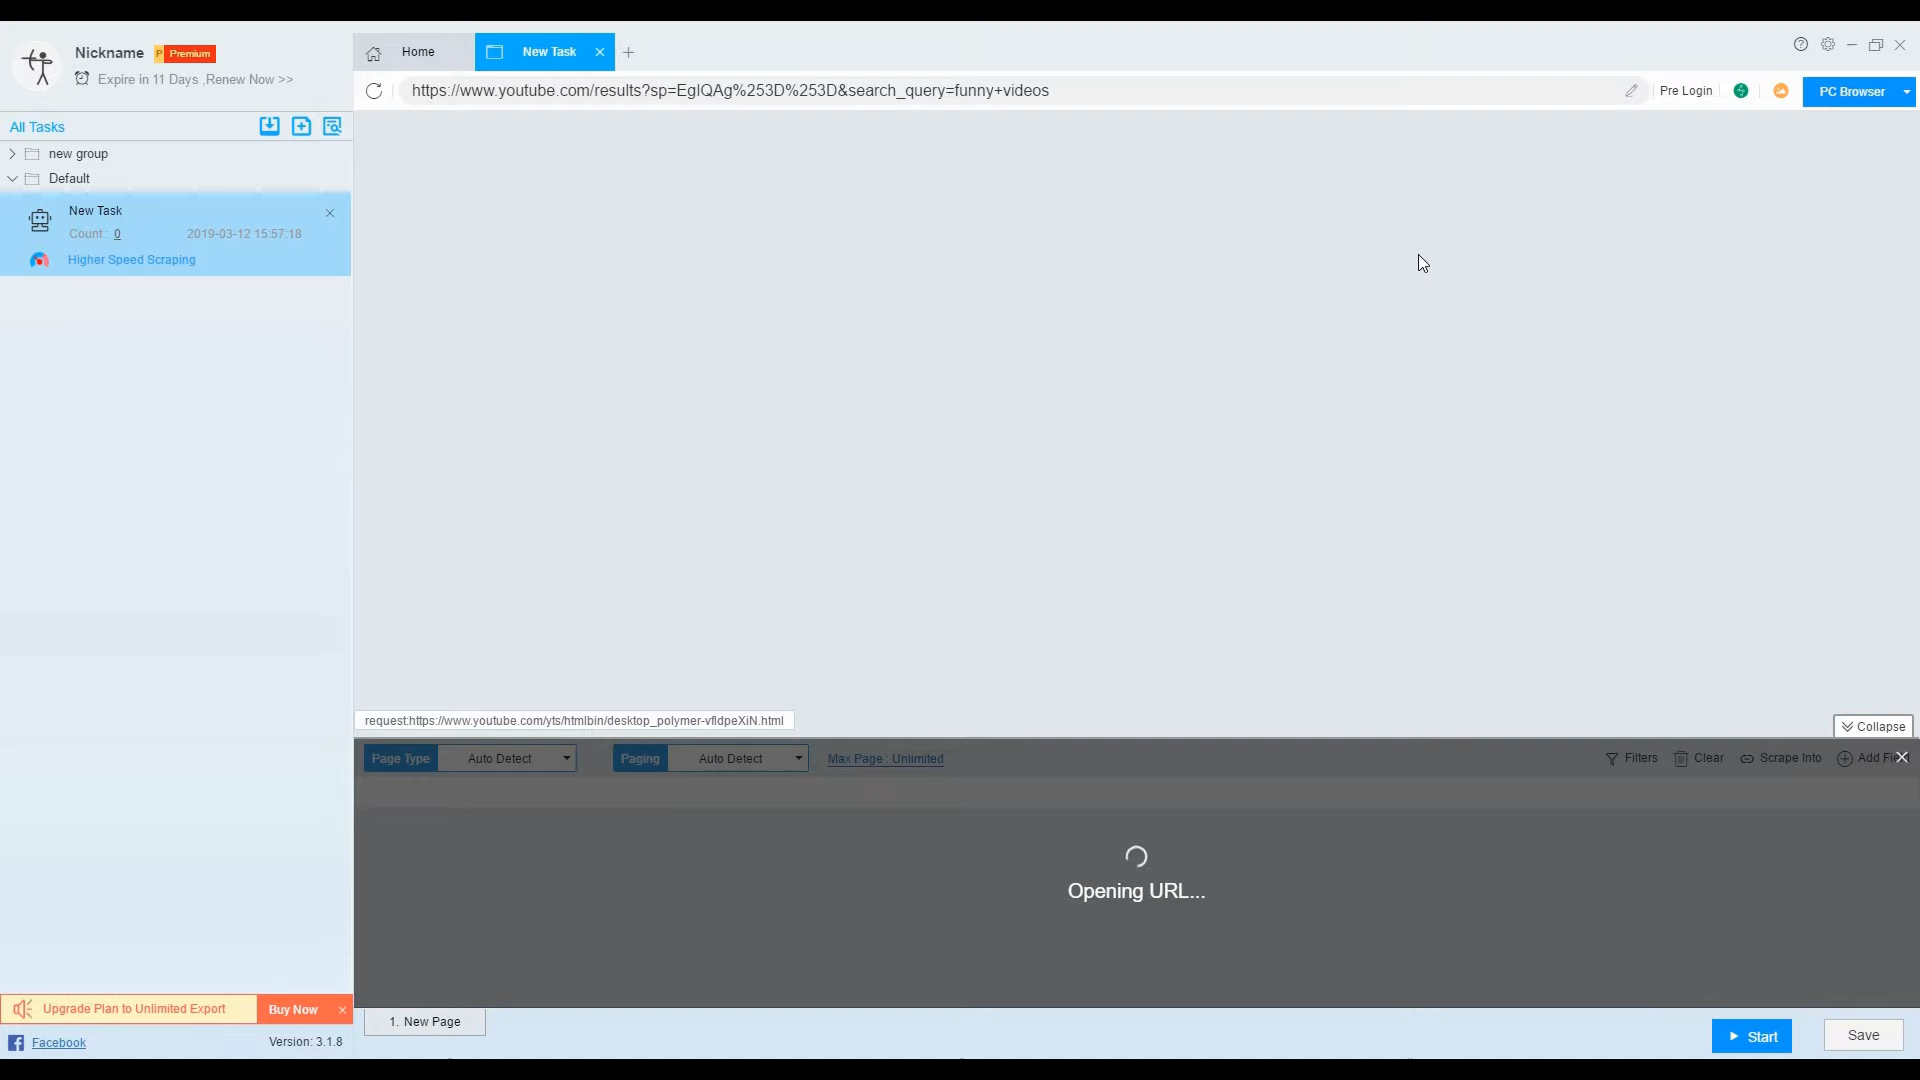 Nickname
P Premium
Expire in 11 Days ,Renew Now >>
Home
New Task
https://www.youtube.com/results?sp=EgIQAg%253D%253D&search_query=funny+videos
Pre Login
PC Browser
All Tasks
new group
Default
New Task
Count : 0
2019-03-12 15:57:18
Higher Speed Scraping
request:https://www.youtube.com/yts/htmlbin/desktop_polymer-vfldpeXiN.html
Collapse
Page Type
Auto Detect
Paging
Auto Detect
Max Page : Unlimited
Filters
Clear
Scrape Into
Add Field
Opening URL...
Upgrade Plan to Unlimited Export
Buy Now
1. New Page
Facebook
Version: 3.1.8
Start
Save